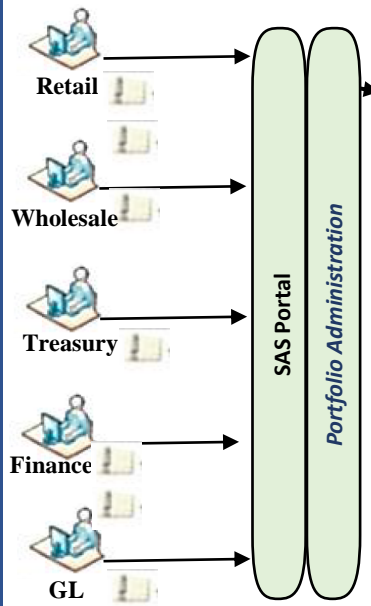 Retail
Wholesale
Treasury
Finance
GL
SAS Portal
Portfolio Administration